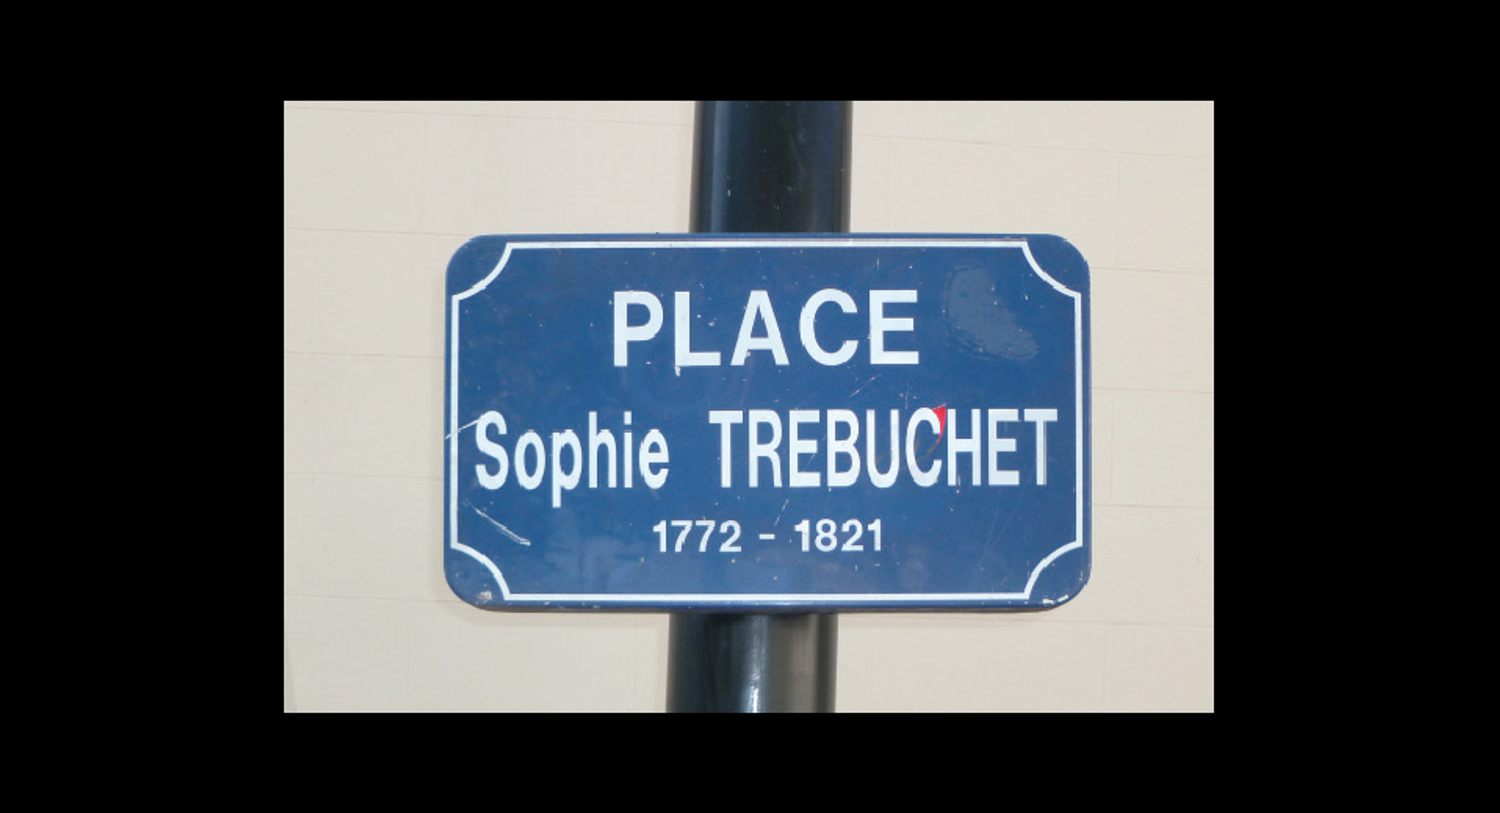 PLACE
Sophie TREBUCHET
1772 - 1821